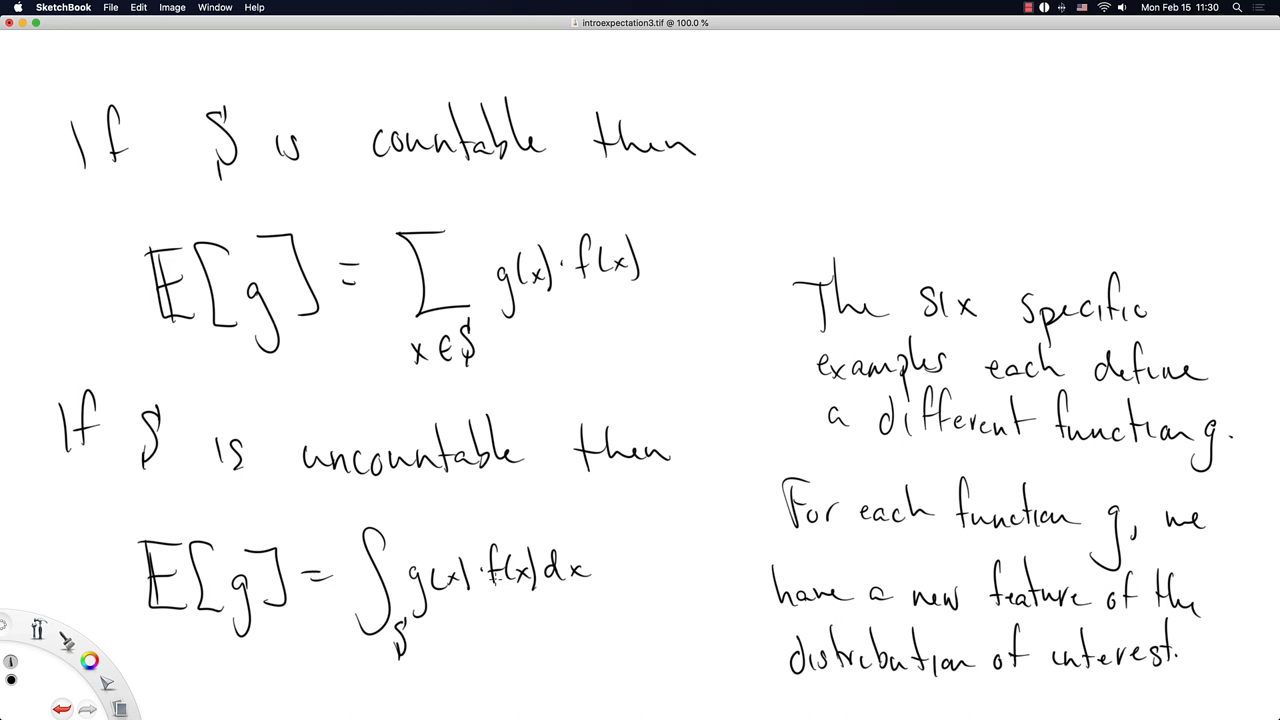 SketchBook File Edit Image Window Help Mon Feb 15 11:30
introexpectation3.tif @ 100.0 %
If $ is countable then
E[g] = ∑ g(x)·f(x)
x∈$
If $ is uncountable then
E[g] = ∫ g(x)·f(x)dx
$
The six specific
examples each define
a different function g.
For each function g, we
have a new feature of the
distribution of interest.